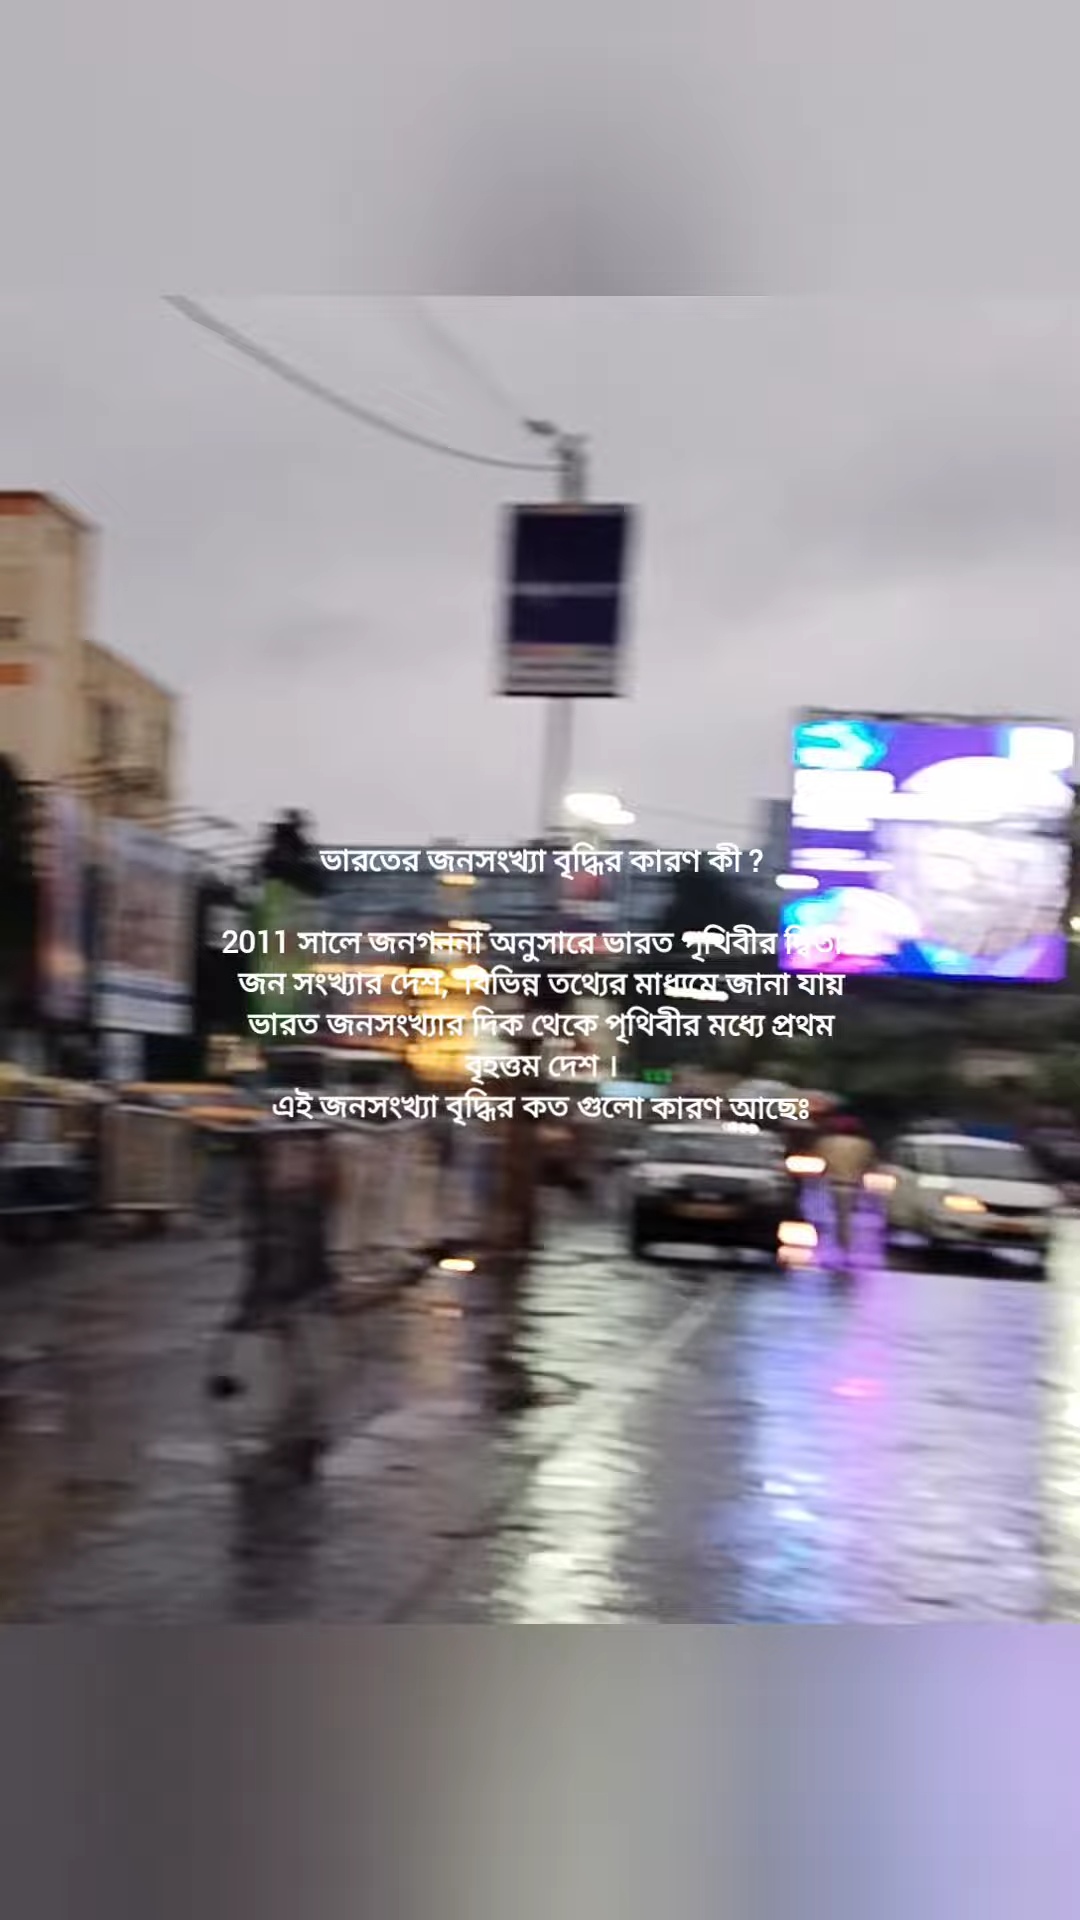 ভারতের জনসংখ্যা বৃদ্ধির কারণ কী ?
2011 সালে জনগননা অনুসারে ভারত পৃথিবীর
জন সংখ্যার দেশ, বিভিন্ন তথ্যের মাধ্যমে জানা যায়
ভারত জনসংখ্যার দিক থেকে পৃথিবীর মধ্যে প্রথম
বৃহত্তম দেশ ।
এই জনসংখ্যা বৃদ্ধির কত গুলো কারণ আছেঃ